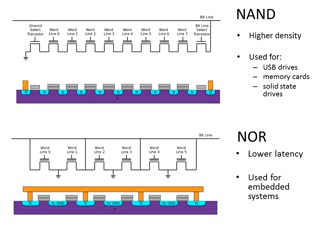 NAND
• Higher density
• Used for:
– USB drives
– memory cards
– solid state
drives
Bit Line
Ground
Select
Transistor
Word
Line 0
Word
Line 1
Word
Line 2
Word
Line 3
Word
Line 4
Word
Line 5
Word
Line 6
Word
Line 7
Bit Line
Select
Transistor
NOR
• Lower latency
• Used for
embedded
systems
Bit Line
Word
Line 0
Word
Line 1
Word
Line 2
Word
Line 3
Word
Line 4
Word
Line 5